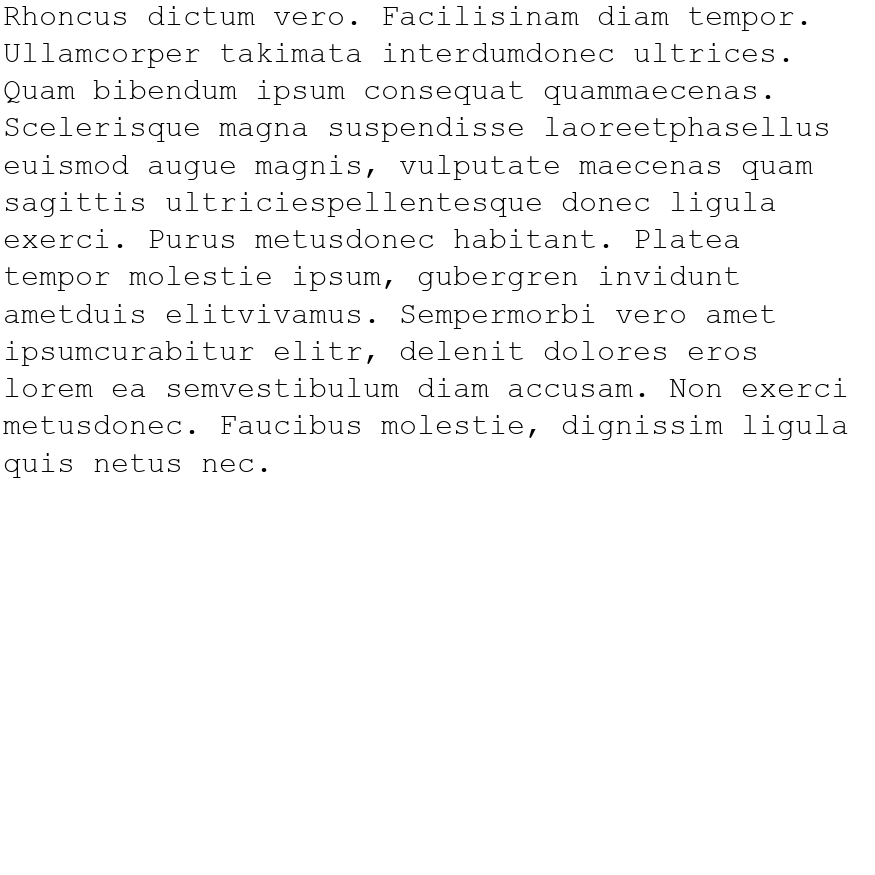 Rhoncus dictum vero. Facilisinam diam tempor.
Ullamcorper takimata interdumdonec ultrices.
Quam bibendum ipsum consequat quammaecenas.
Scelerisque magna suspendisse laoreetphasellus
euismod augue magnis, vulputate maecenas quam
sagittis ultriciespellentesque donec ligula
exerci. Purus metusdonec habitant. Platea
tempor molestie ipsum, gubergren invidunt
ametduis elitvivamus. Sempermorbi vero amet
ipsumcurabitur elitr, delenit dolores eros
lorem ea semvestibulum diam accusam. Non exerci
metusdonec. Faucibus molestie, dignissim ligula
quis netus nec.